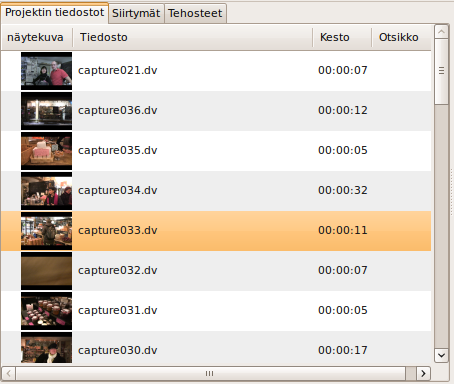 Projektin tiedostot Siirtymät Tehosteet
näytekuva Tiedosto Kesto Otsikko
capture021.dv 00:00:07
capture036.dv 00:00:12
capture035.dv 00:00:05
capture034.dv 00:00:32
capture033.dv 00:00:11
capture032.dv 00:00:07
capture031.dv 00:00:05
capture030.dv 00:00:17